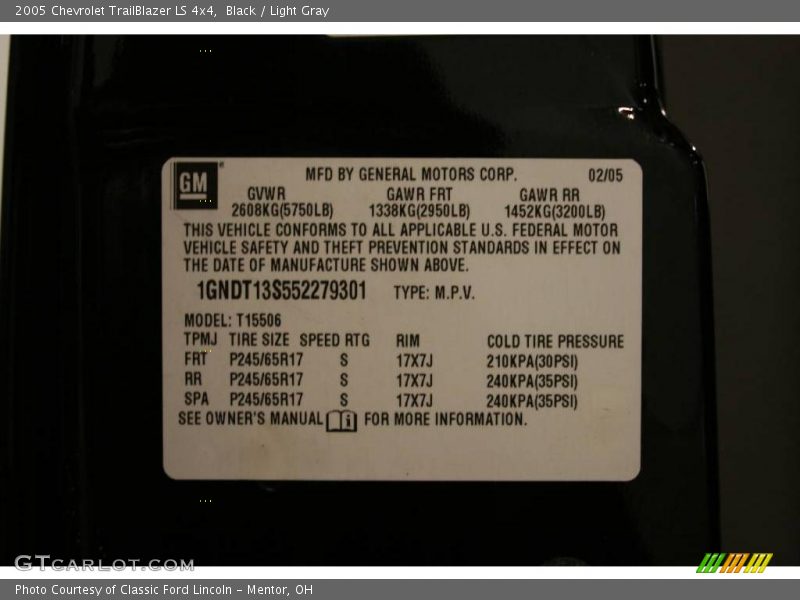 2005 Chevrolet TrailBlazer LS 4x4, Black / Light Gray
GM
MFD BY GENERAL MOTORS CORP. 02/05
GVWR GAWR FRT GAWR RR
2608KG(5750LB) 1338KG(2950LB) 1452KG(3200LB)
THIS VEHICLE CONFORMS TO ALL APPLICABLE U.S. FEDERAL MOTOR
VEHICLE SAFETY AND THEFT PREVENTION STANDARDS IN EFFECT ON
THE DATE OF MANUFACTURE SHOWN ABOVE.
1GNDT13S552279301 TYPE: M.P.V.
MODEL: T15506
TPMJ TIRE SIZE SPEED RTG RIM COLD TIRE PRESSURE
FRT P245/65R17 S 17X7J 210KPA(30PSI)
RR P245/65R17 S 17X7J 240KPA(35PSI)
SPA P245/65R17 S 17X7J 240KPA(35PSI)
SEE OWNER'S MANUAL FOR MORE INFORMATION.
GTCARLOT.COM
Photo Courtesy of Classic Ford Lincoln - Mentor, OH